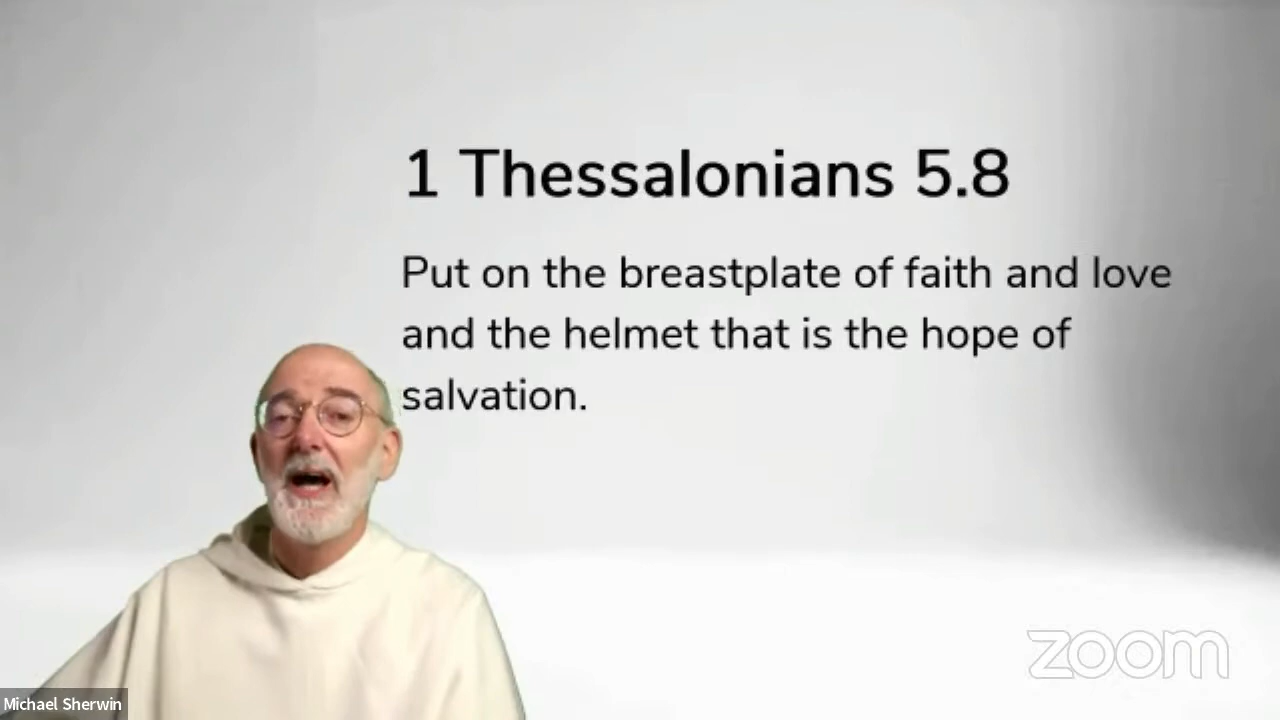 1 Thessalonians 5.8
Put on the breastplate of faith and love
and the helmet that is the hope of
salvation.
Michael Sherwin
zoom